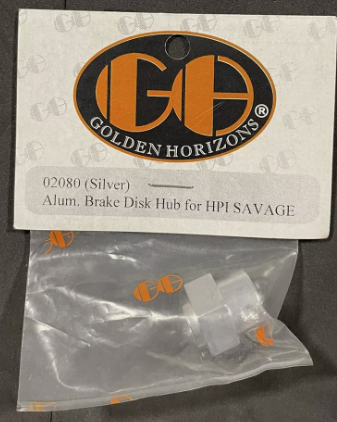 GH
GOLDEN HORIZONS®
02080 (Silver)
Alum. Brake Disk Hub for HPI SAVAGE